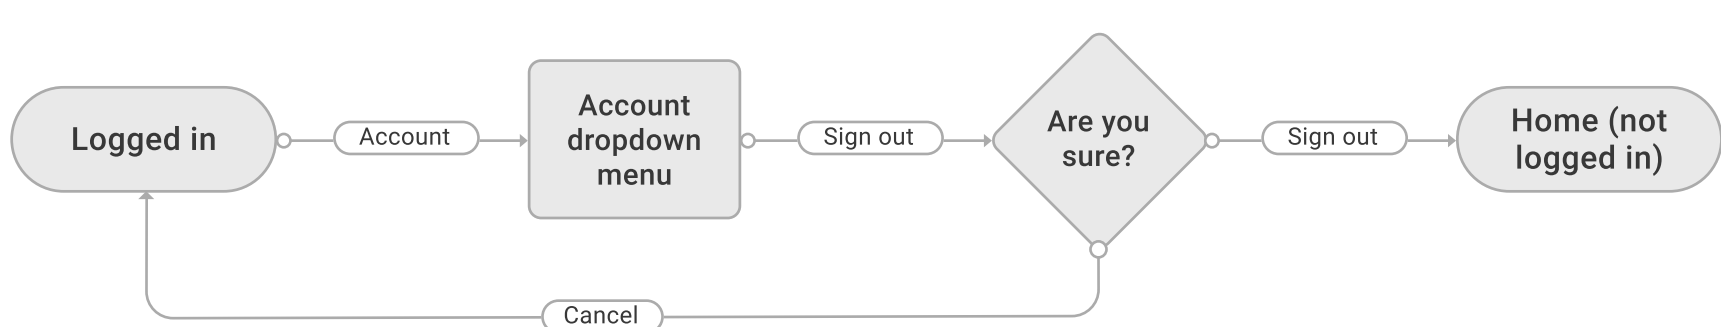 Logged in
Account
Account
dropdown
menu
Sign out
Are you
sure?
Sign out
Home (not
logged in)
Cancel